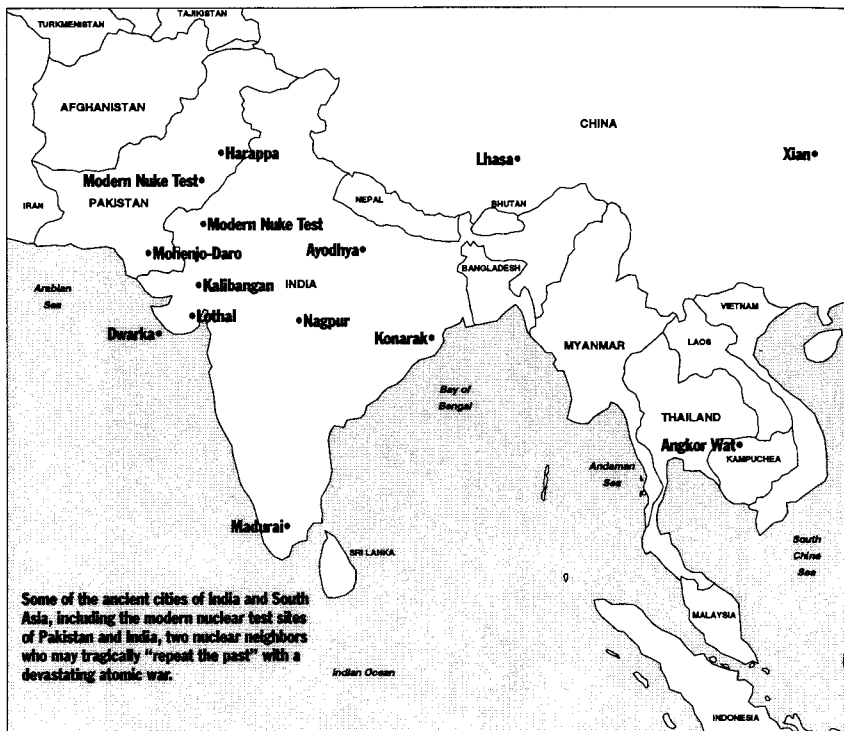 TURKMENISTAN
TAJIKISTAN
AFGHANISTAN
CHINA
•Harappa
Lhasa•
Xian•
Modern Nuke Test•
IRAN
PAKISTAN
NEPAL
BHUTAN
•Modern Nuke Test
Ayodhya•
•Mohenjo-Daro
BANGLADESH
•Kalibangan
INDIA
Arabian
Sea
VIETNAM
•Lothal
•Nagpur
Dwarka•
Konarak•
MYANMAR
LAOS
Bay of
Bengal
THAILAND
Angkor Wat•
KAMPUCHEA
Andaman
Sea
Madurai•
South
China
Sea
SRI LANKA
Some of the ancient cities of India and South
Asia, including the modern nuclear test sites
of Pakistan and India, two nuclear neighbors
who may tragically "repeat the past" with a
devastating atomic war.
MALAYSIA
Indian Ocean
INDONESIA